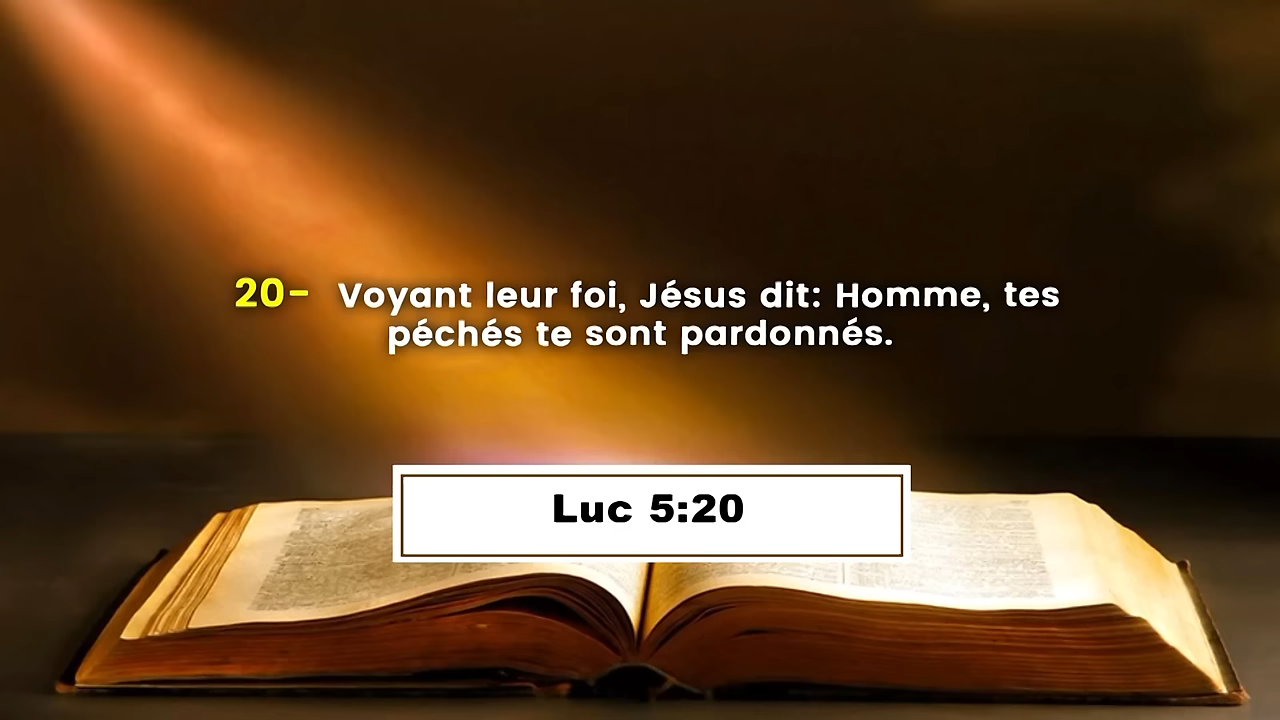 20- Voyant leur foi, Jésus dit: Homme, tes
péchés te sont pardonnés.
Luc 5:20